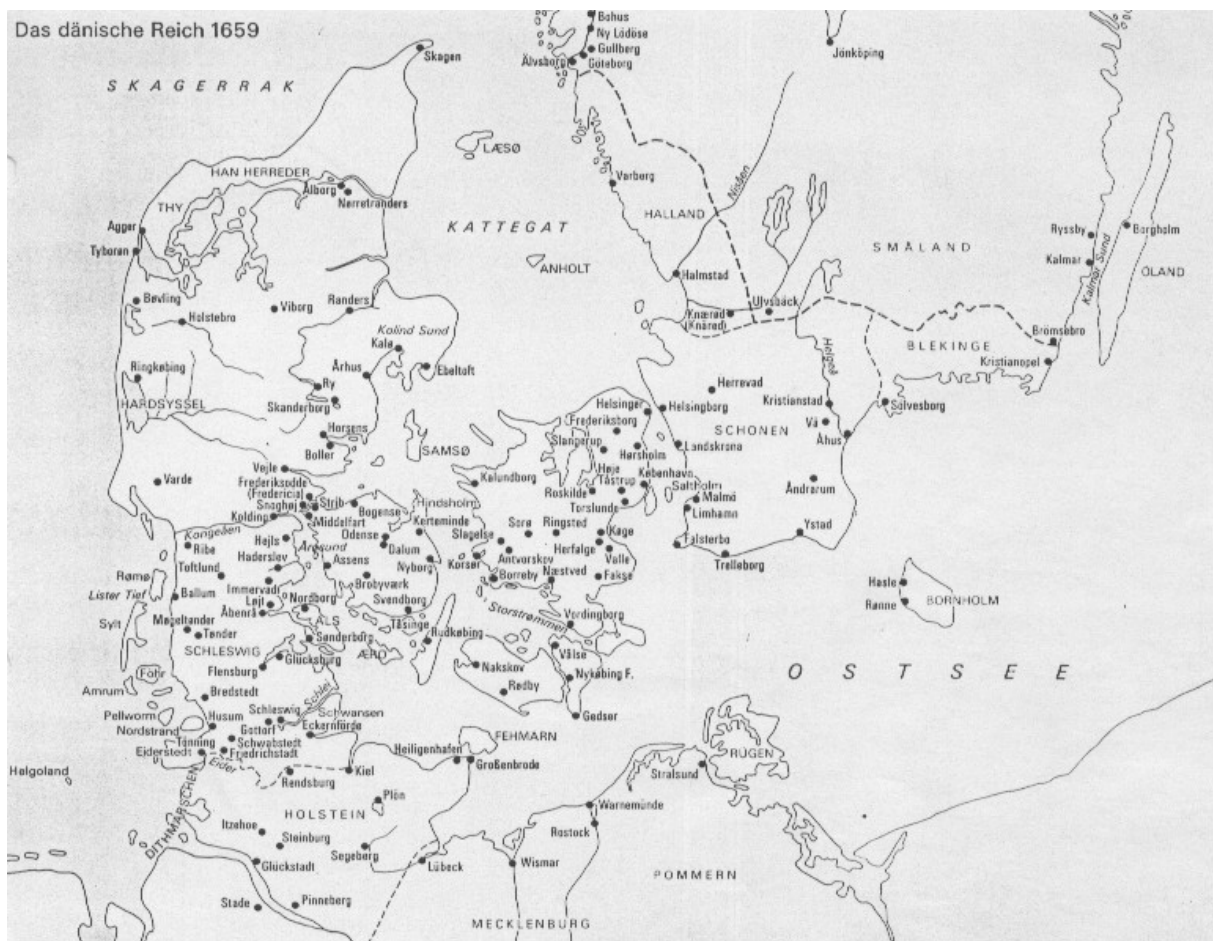 Das dänische Reich 1659
Bohus
Ny Lödöse
Gullberg
Älvsborg
Göteborg
Jönköping
Skagen
SKAGERRAK
LÆSØ
HAN HERREDER
THY
Ålborg
Nørretranders
Varberg
HALLAND
Nisåen
Agger
Tyborøn
KATTEGAT
ANHOLT
SMÅLAND
Ryssby
Borgholm
Kalmar
Kalmar Sund
ÖLAND
Halmstad
Bøvling
Holstebro
Viborg
Randers
Ulvsbäck
Knærød
(Knäred)
Kolind Sund
Kalø
Brömsebro
BLEKINGE
Kristianopel
Helgeå
Ringkøbing
Århus
Ebeltoft
Ry
Skanderborg
HARDSYSSEL
Herrevad
Helsingør
Helsingborg
Kristianstad
Sölvesborg
Frederiksborg
SCHONEN
Vä
Åhus
Horsens
Boller
SAMSØ
Slangerup
Hørsholm
Landskrona
Vejle
Varde
Kalundborg
Høje
Tåstrup
København
Saltholm
Frederiksodde
(Fredericia)
Roskilde
Malmö
Andrarum
Snoghøj
Strib
Bogense
Hindsholm
Torslunde
Limhamn
Kolding
Middelfart
Kerteminde
Sorø
Ringsted
Køge
Ystad
Kongeåen
Odense
Slagelse
Hejls
Årøsund
Dalum
Antvorskov
Herfølge
Falsterbo
Ribe
Haderslev
Assens
Nyborg
Korsør
Valle
Trelleborg
Toftlund
Brobyværk
Borreby
Næstved
Fakse
Hasle
Rømø
Immervad
Nordborg
Lister Tief
Ballum
Løjt
Svendborg
Rønne
BORNHOLM
Åbenrå
ALS
Storstrømmen
Vordingborg
Sylt
Møgeltønder
Tønder
Tåsinge
Sønderborg
Rudkøbing
SCHLESWIG
Glücksburg
ÆRØ
Vålse
Flensburg
Nakskov
Nykøbing F.
OSTSEE
Föhr
Amrum
Rødby
Bredstedt
Schlei
Gedser
Pellworm
Schleswig
Schwansen
Nordstrand
Husum
Gottorf
Eckernförde
Tönning
Schwabstedt
FEHMARN
Eiderstedt
Friedrichstadt
Heiligenhafen
RÜGEN
Eider
Großenbrode
Helgoland
Rendsburg
Kiel
Stralsund
DITHMARSCHEN
Plön
HOLSTEIN
Warnemünde
Itzehoe
Rostock
Steinburg
Segeberg
Glückstadt
Lübeck
Wismar
POMMERN
Stade
Pinneberg
MECKLENBURG